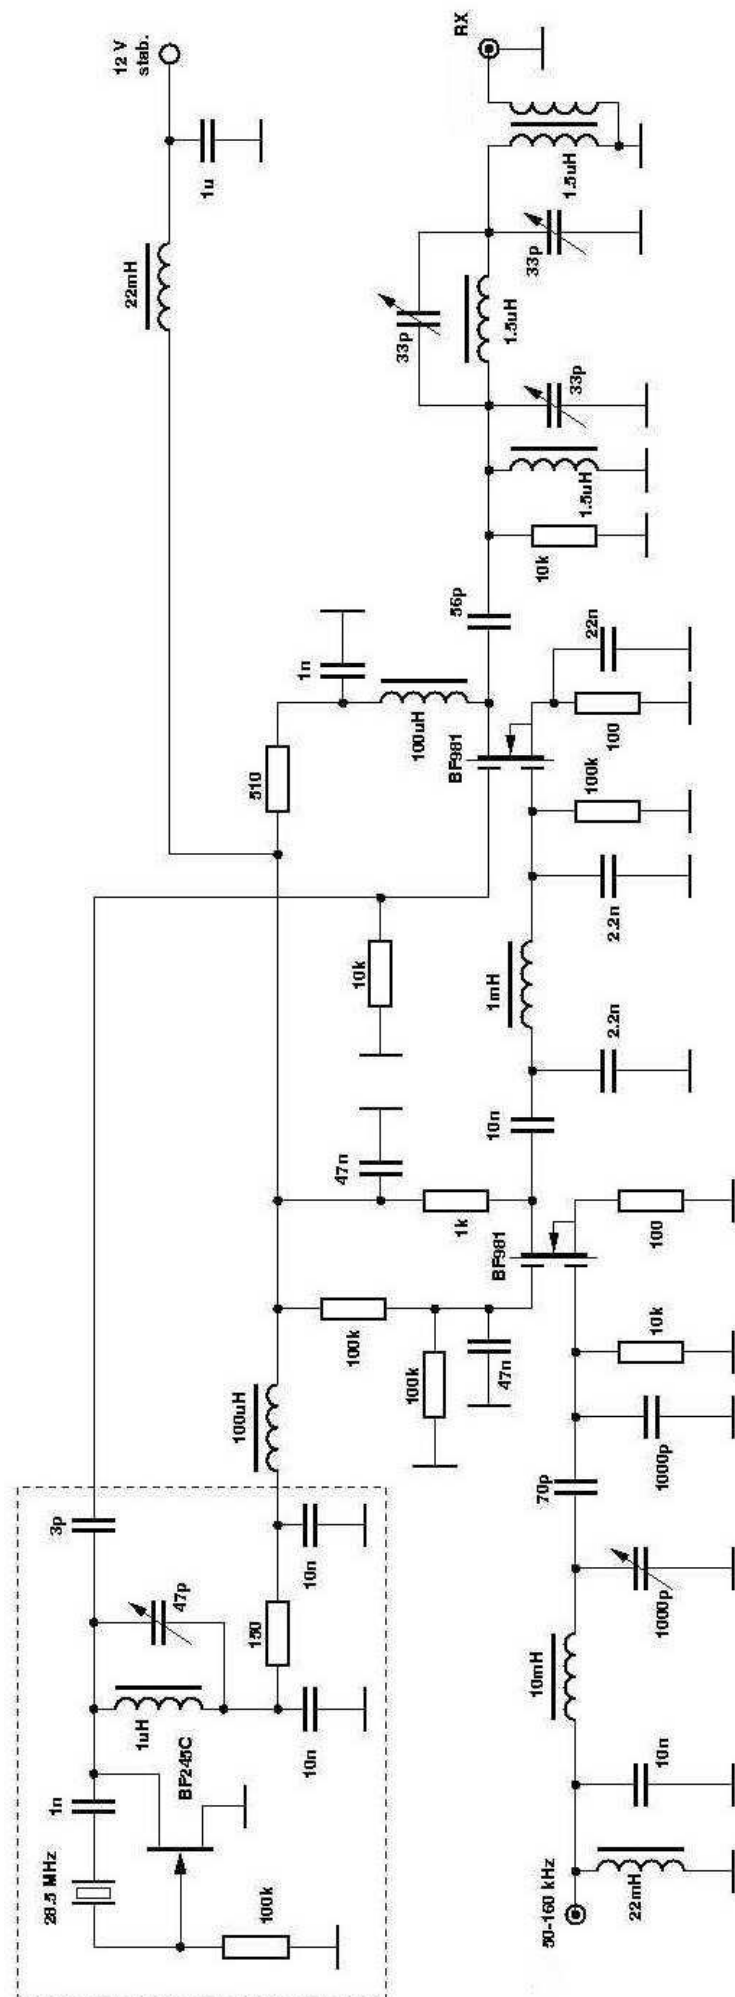 28.5 MHz
1n
100k
BF245C
1uH
47p
3p
10n
150
10n
100uH
100k
100k
47n
47n
1k
10k
510
1n
100uH
22mH
1u
12 V
stab.
50-160 kHz
22mH
10n
10mH
1000p
70p
1000p
10k
BF981
100
10n
2.2n
1mH
2.2n
100k
BF981
100
22n
56p
10k
1.5uH
33p
33p
1.5uH
33p
1.5uH
RX